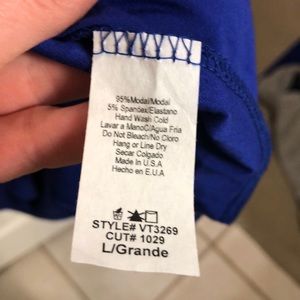 95%Modal/Modal
5% Spandex/Elastano
Hand Wash Cold
Lavar a ManoC/Agua Fria
Do Not Bleach/No Cloro
Hang or Line Dry
Secar Colgado
Made in U.S.A
Hecho en E.U.A
STYLE# VT3269
CUT# 1029
L/Grande